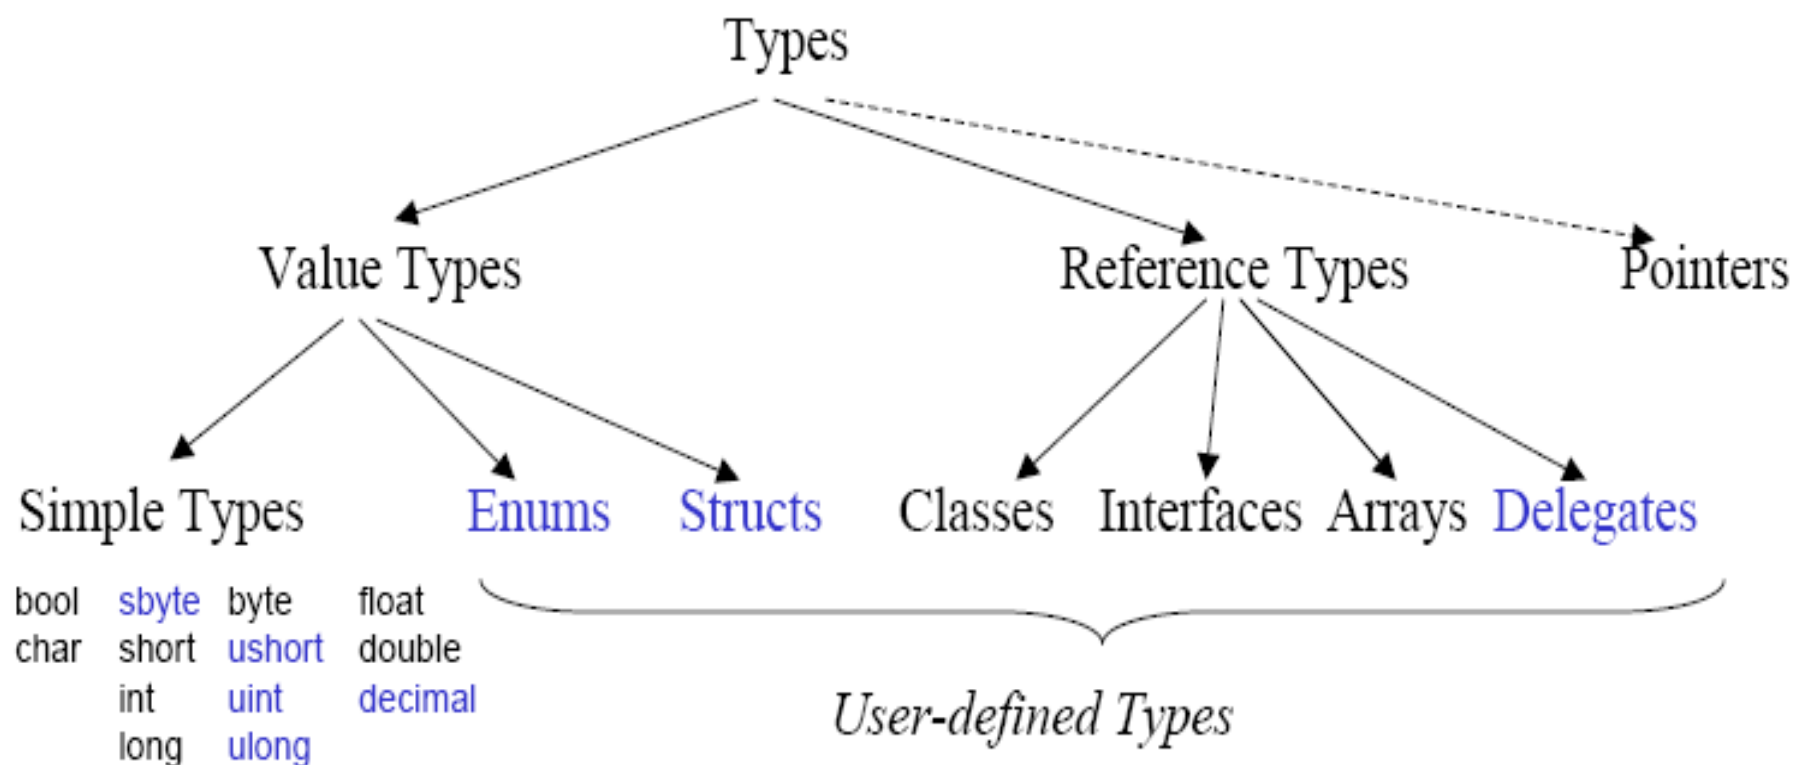 Types
Value Types Reference Types Pointers
Simple Types Enums Structs Classes Interfaces Arrays Delegates
bool sbyte byte float
char short ushort double
int uint decimal
long ulong
User-defined Types